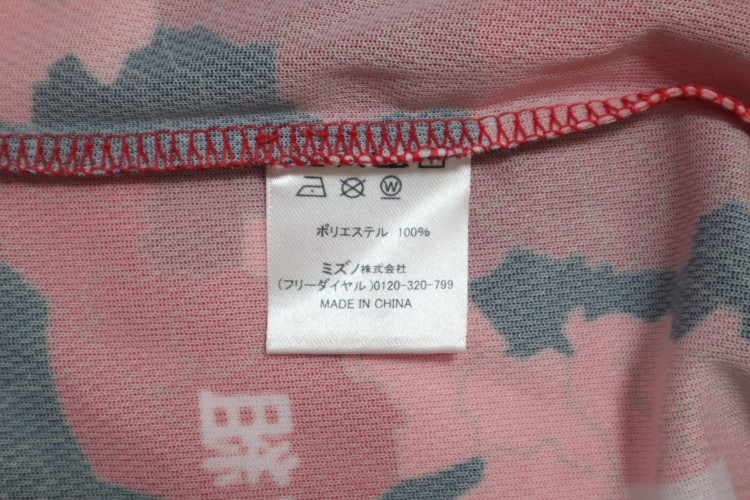 W
ポリエステル 100%
ミズノ株式会社
(フリーダイヤル)0120-320-799
MADE IN CHINA